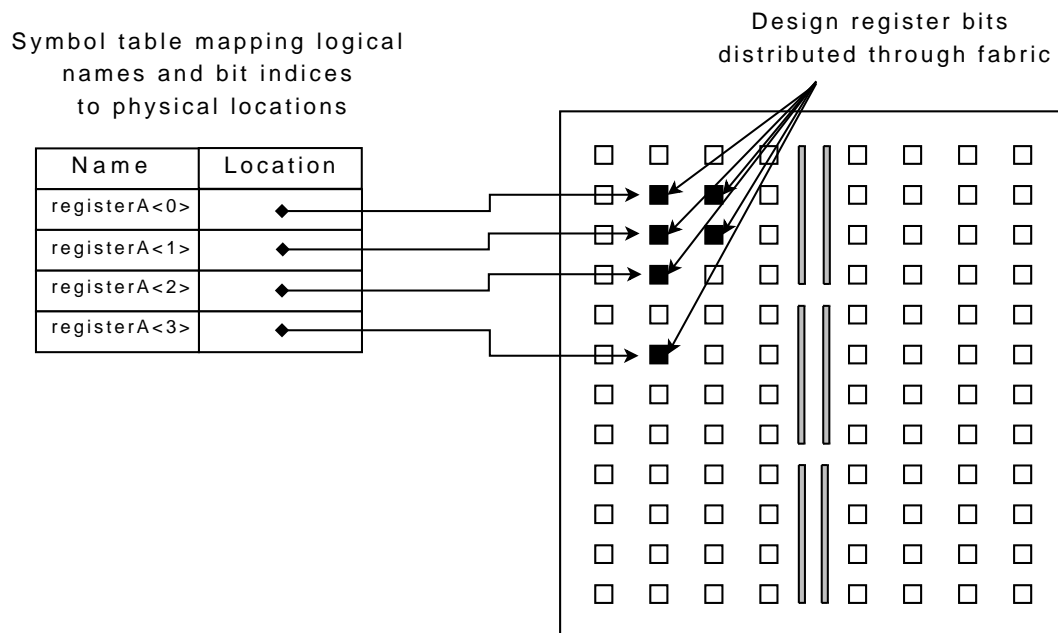 Symbol table mapping logical
names and bit indices
to physical locations
Design register bits
distributed through fabric
Name Location
registerA<0>
registerA<1>
registerA<2>
registerA<3>